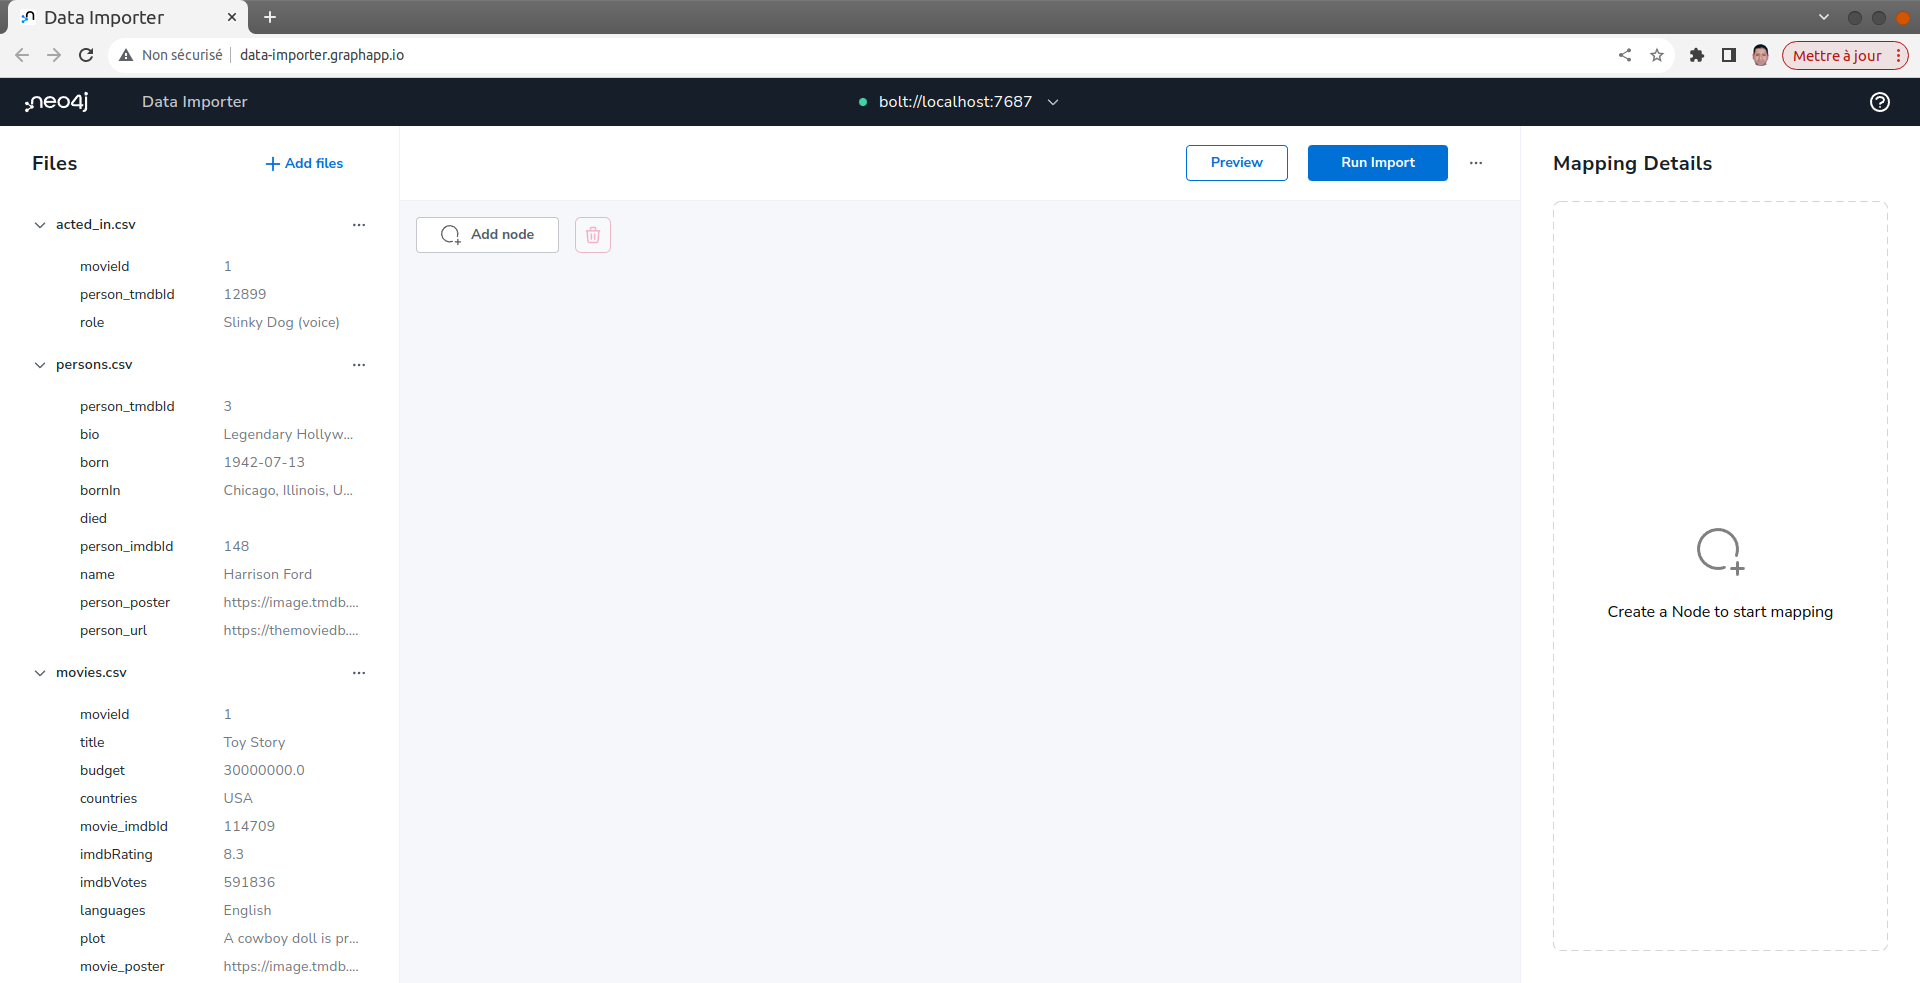 Data Importer
Non sécurisé data-importer.graphapp.io
Mettre à jour
neo4j Data Importer bolt://localhost:7687
Files
Add files
Preview
Run Import
Mapping Details
Add node
acted_in.csv
movieId 1
person_tmdbId 12899
role Slinky Dog (voice)
persons.csv
person_tmdbId 3
bio Legendary Hollyw...
born 1942-07-13
bornIn Chicago, Illinois, U...
died
person_imdbId 148
name Harrison Ford
person_poster https://image.tmdb....
person_url https://themoviedb....
movies.csv
movieId 1
title Toy Story
budget 30000000.0
countries USA
movie_imdbId 114709
imdbRating 8.3
imdbVotes 591836
languages English
plot A cowboy doll is pr...
movie_poster https://image.tmdb....
Create a Node to start mapping